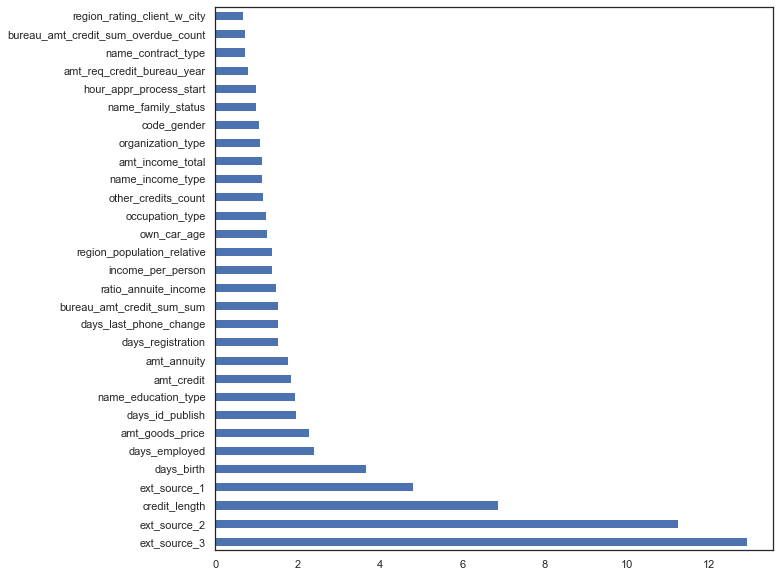 region_rating_client_w_city
bureau_amt_credit_sum_overdue_count
name_contract_type
amt_req_credit_bureau_year
hour_appr_process_start
name_family_status
code_gender
organization_type
amt_income_total
name_income_type
other_credits_count
occupation_type
own_car_age
region_population_relative
income_per_person
ratio_annuite_income
bureau_amt_credit_sum_sum
days_last_phone_change
days_registration
amt_annuity
amt_credit
name_education_type
days_id_publish
amt_goods_price
days_employed
days_birth
ext_source_1
credit_length
ext_source_2
ext_source_3
0 2 4 6 8 10 12